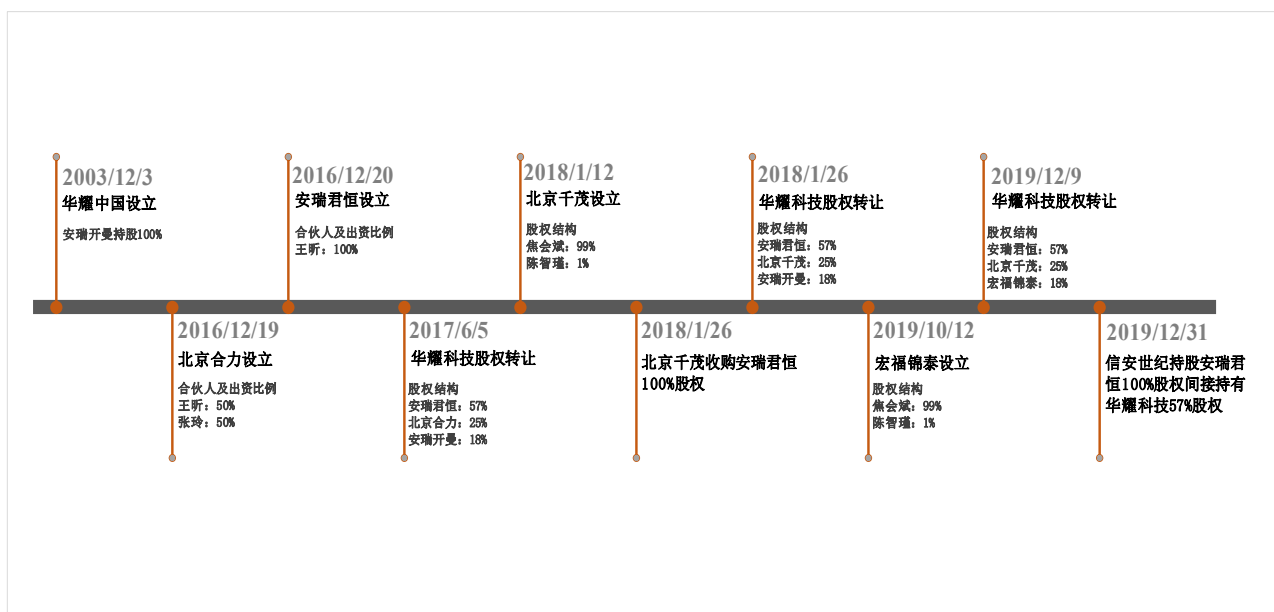 2003/12/3
华耀中国设立
安瑞开曼持股100%
2016/12/20
安瑞君恒设立
合伙人及出资比例
王昕：100%
2018/1/12
北京千茂设立
股权结构
焦会斌：99%
陈智瑾：1%
2018/1/26
华耀科技股权转让
股权结构
安瑞君恒：57%
北京千茂：25%
安瑞开曼：18%
2019/12/9
华耀科技股权转让
股权结构
安瑞君恒：57%
北京千茂：25%
宏福锦泰：18%
2016/12/19
北京合力设立
合伙人及出资比例
王昕：50%
张玲：50%
2017/6/5
华耀科技股权转让
股权结构
安瑞君恒：57%
北京合力：25%
安瑞开曼：18%
2018/1/26
北京千茂收购安瑞君恒
100%股权
2019/10/12
宏福锦泰设立
股权结构
焦会斌：99%
陈智瑾：1%
2019/12/31
信安世纪持股安瑞君
恒100%股权间接持有
华耀科技57%股权